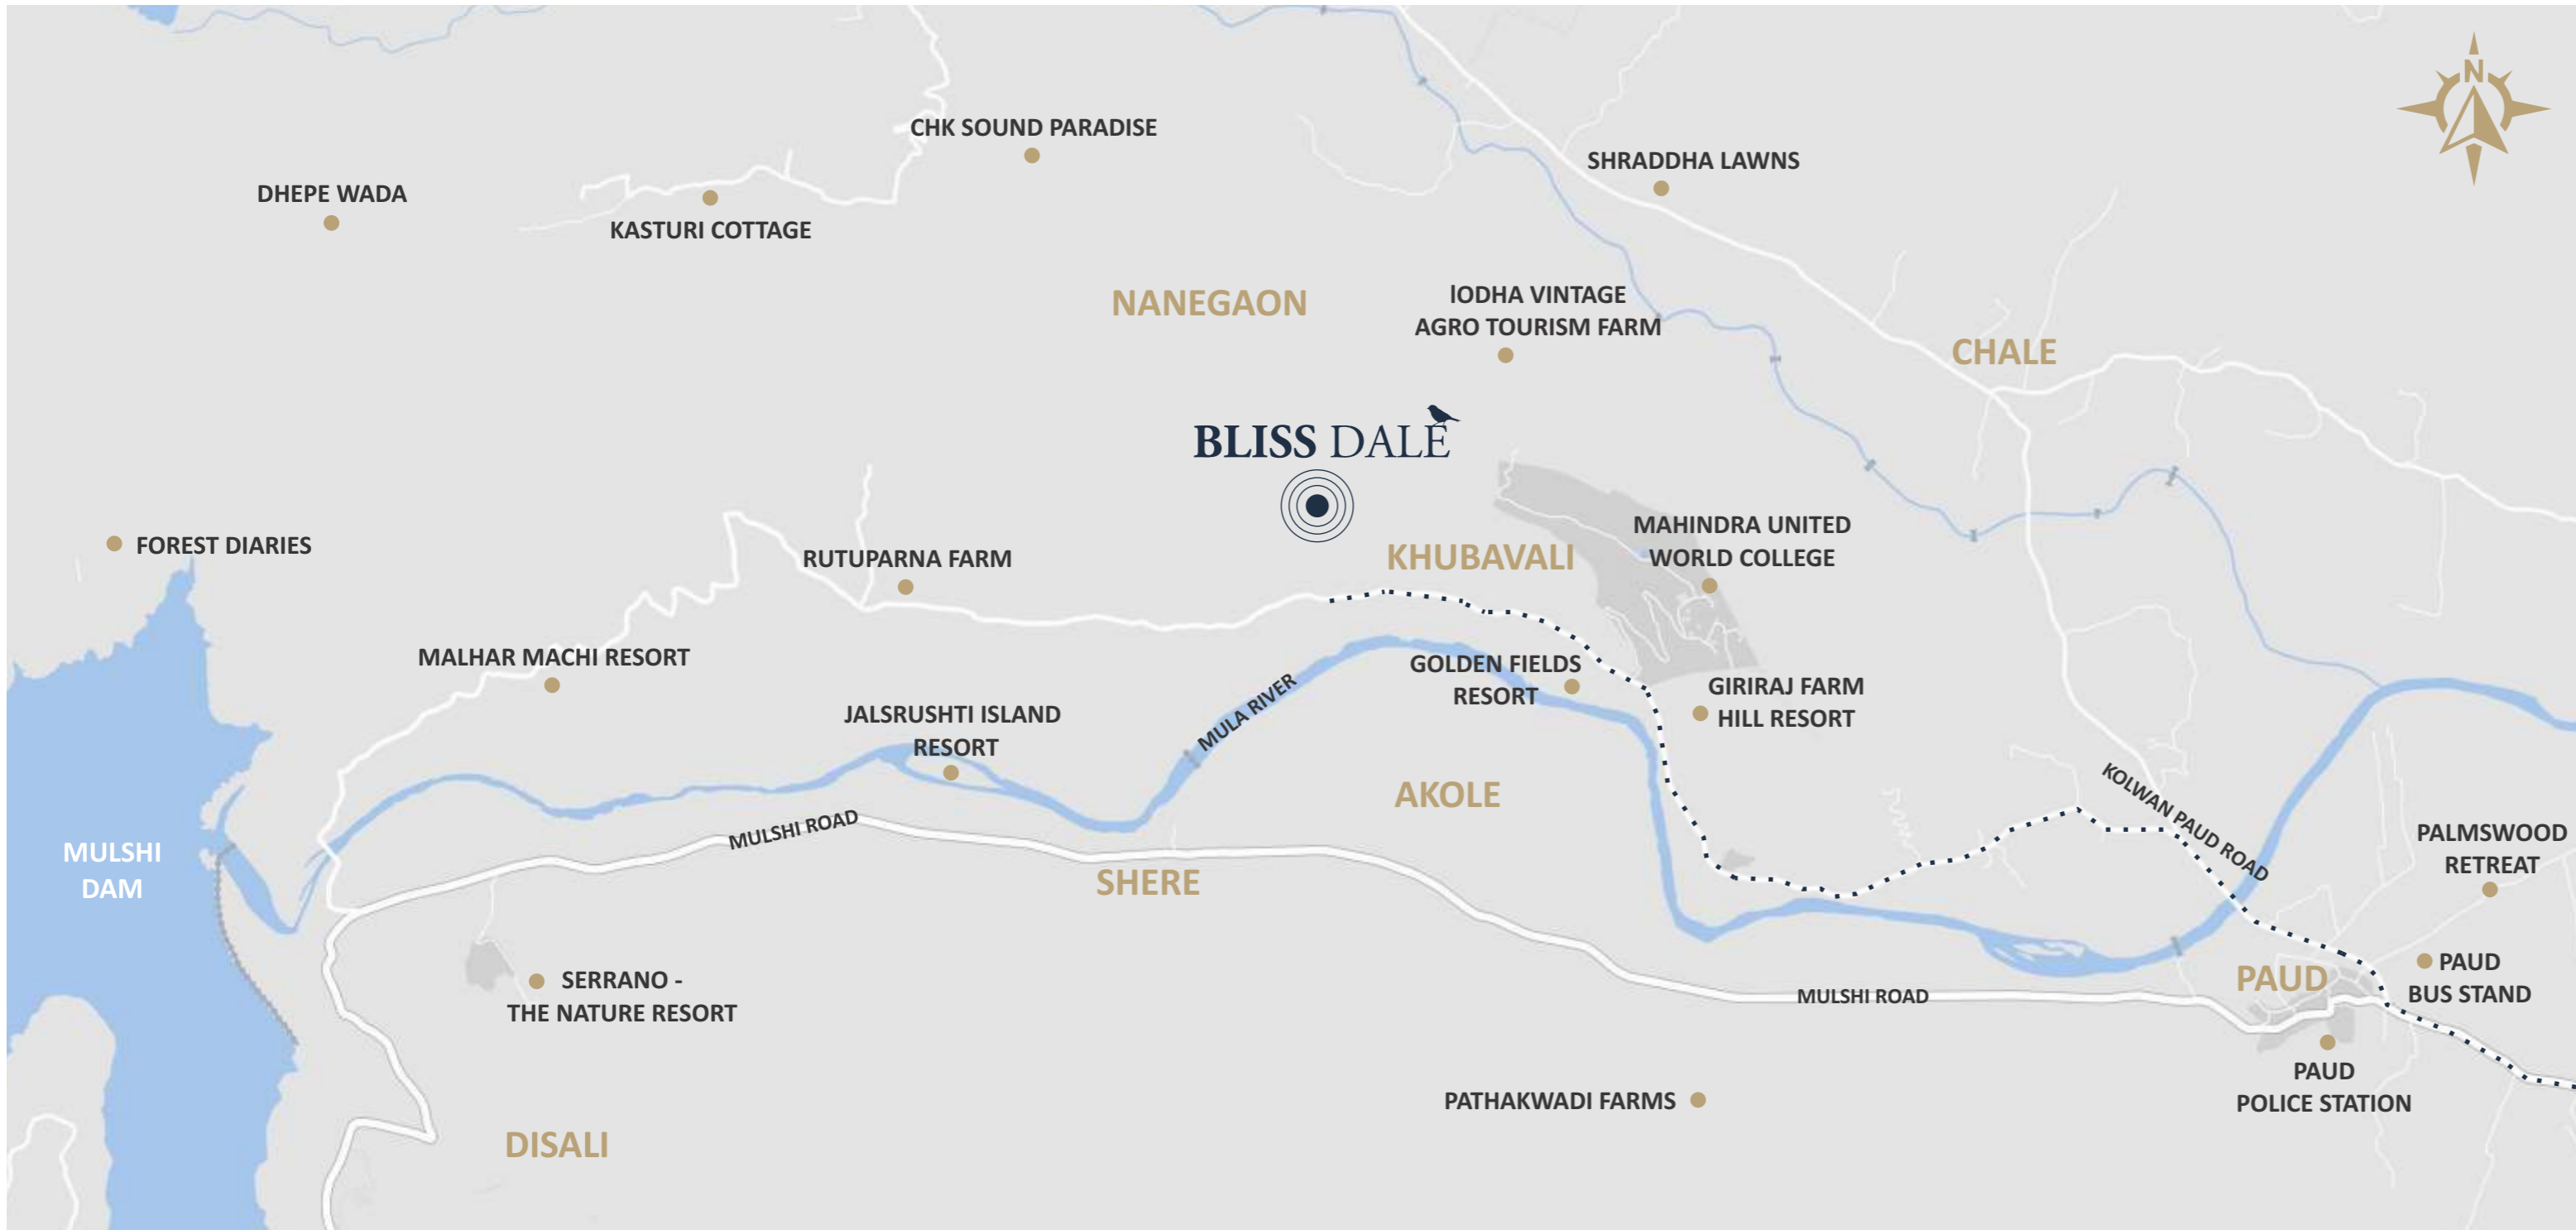 N
CHK SOUND PARADISE
SHRADDHA LAWNS
DHEPE WADA
KASTURI COTTAGE
NANEGAON
lODHA VINTAGE
AGRO TOURISM FARM
CHALE
BLISS DALE
MAHINDRA UNITED
WORLD COLLEGE
FOREST DIARIES
RUTUPARNA FARM
KHUBAVALI
MALHAR MACHI RESORT
GOLDEN FIELDS
RESORT
GIRIRAJ FARM
HILL RESORT
JALSRUSHTI ISLAND
RESORT
MULA RIVER
AKOLE
KOLWAN PAUD ROAD
MULSHI ROAD
MULSHI
DAM
PALMSWOOD
RETREAT
SHERE
SERRANO -
THE NATURE RESORT
MULSHI ROAD
PAUD
PAUD
BUS STAND
PATHAKWADI FARMS
PAUD
POLICE STATION
DISALI